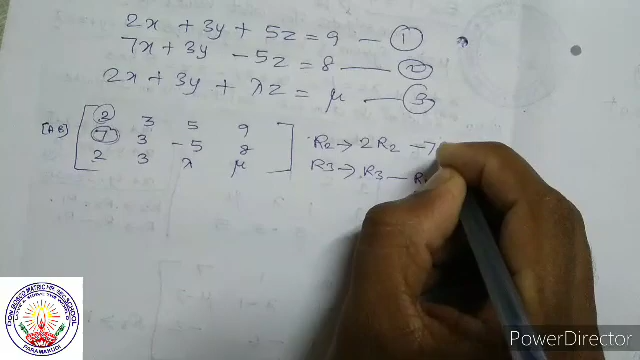 2x + 3y + 5z = 9 — ①
7x + 3y - 5z = 8 — ②
2x + 3y + λz = μ — ③
[AB] [2 3 5 9
7 3 -5 8 R2 → 2R2 - 7
2 3 λ μ] R3 → R3 - R
PARAMAKUDI
PowerDirector